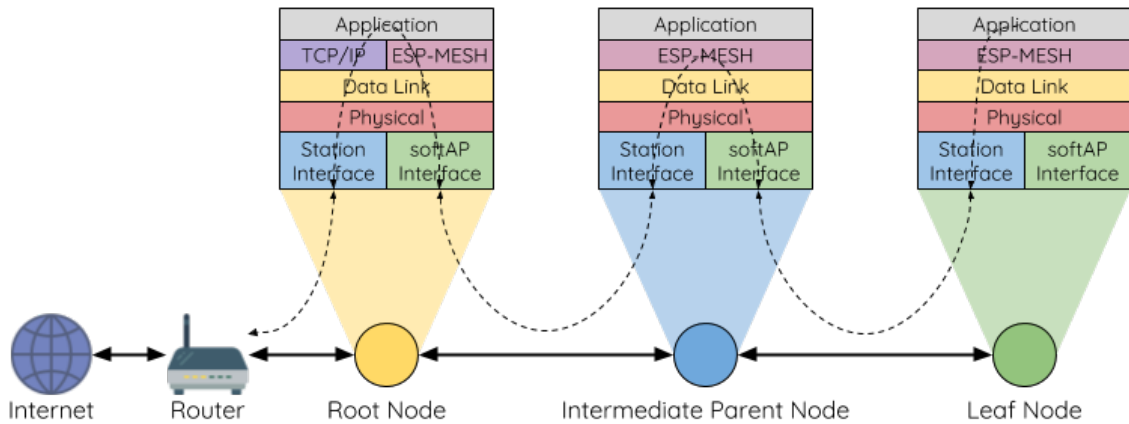 Application
TCP/IP ESP-MESH
Data Link
Physical
Station Interface
softAP Interface
Application
ESP-MESH
Data Link
Physical
Station Interface
softAP Interface
Application
ESP-MESH
Data Link
Physical
Station Interface
softAP Interface
Internet
Router
Root Node
Intermediate Parent Node
Leaf Node